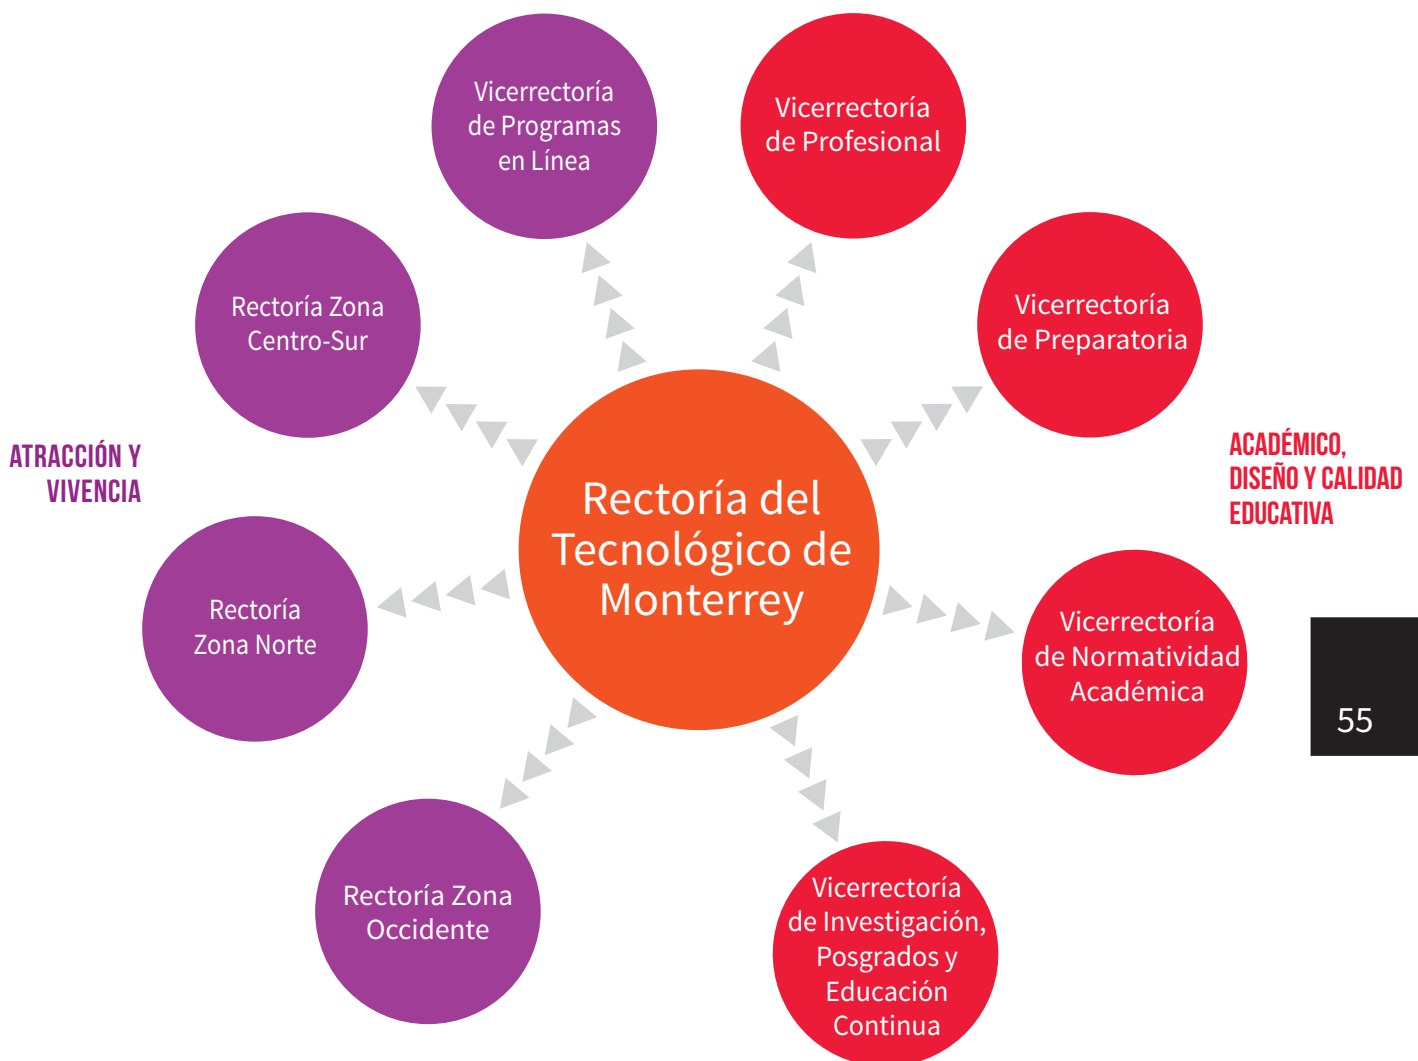 Vicerrectoría
de Programas
en Línea
Vicerrectoría
de Profesional
Rectoría Zona
Centro-Sur
Vicerrectoría
de Preparatoria
ATRACCIÓN Y
VIVENCIA
ACADÉMICO,
DISEÑO Y CALIDAD
EDUCATIVA
Rectoría del
Tecnológico de
Monterrey
Rectoría
Zona Norte
Vicerrectoría
de Normatividad
Académica
55
Rectoría Zona
Occidente
Vicerrectoría
de Investigación,
Posgrados y
Educación
Continua